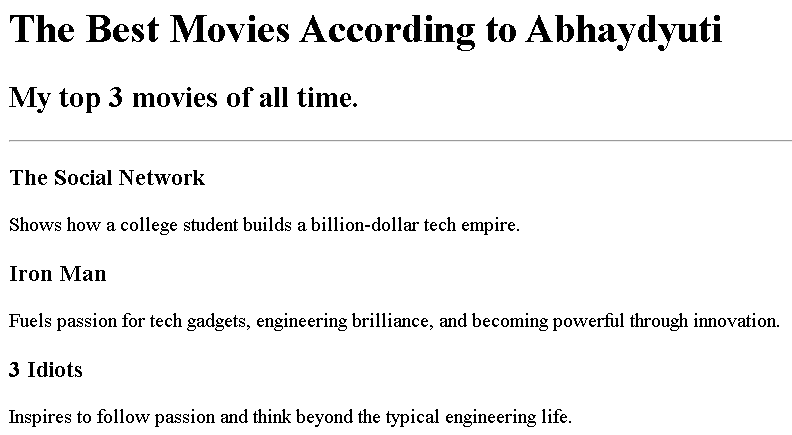 The Best Movies According to Abhaydyuti
My top 3 movies of all time.
The Social Network
Shows how a college student builds a billion-dollar tech empire.
Iron Man
Fuels passion for tech gadgets, engineering brilliance, and becoming powerful through innovation.
3 Idiots
Inspires to follow passion and think beyond the typical engineering life.